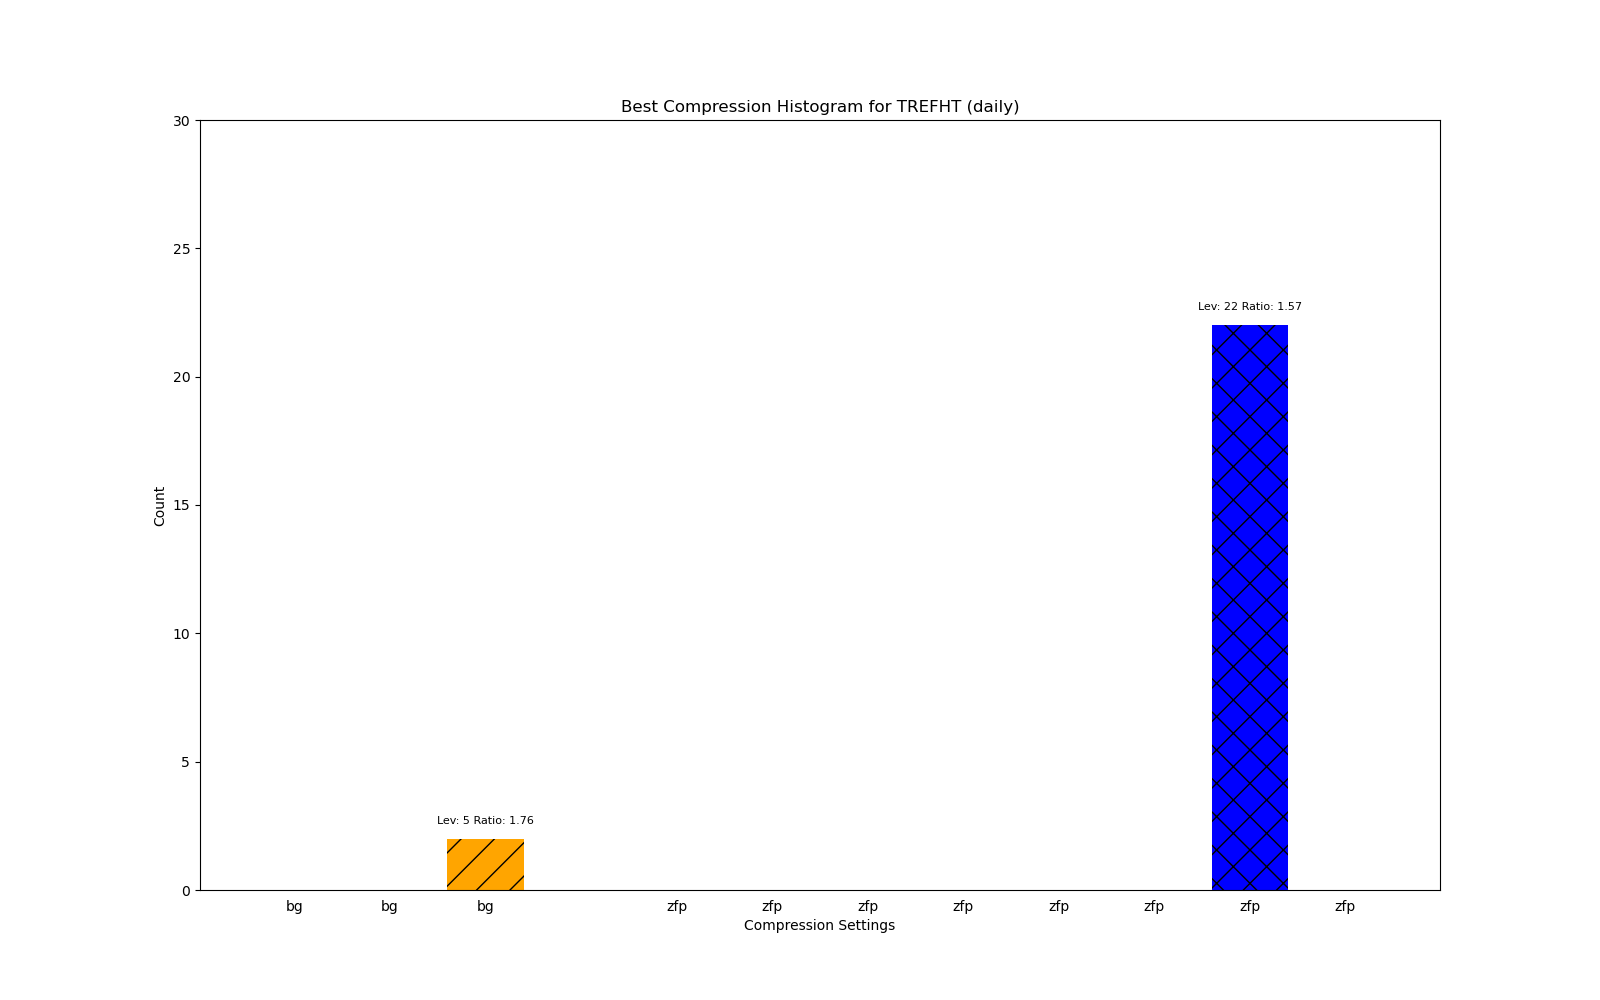 Best Compression Histogram for TREFHT (daily)
30
25
20
15
10
5
0
Count
Lev: 22 Ratio: 1.57
Lev: 5 Ratio: 1.76
bg bg bg zfp zfp zfp zfp zfp zfp zfp zfp
Compression Settings